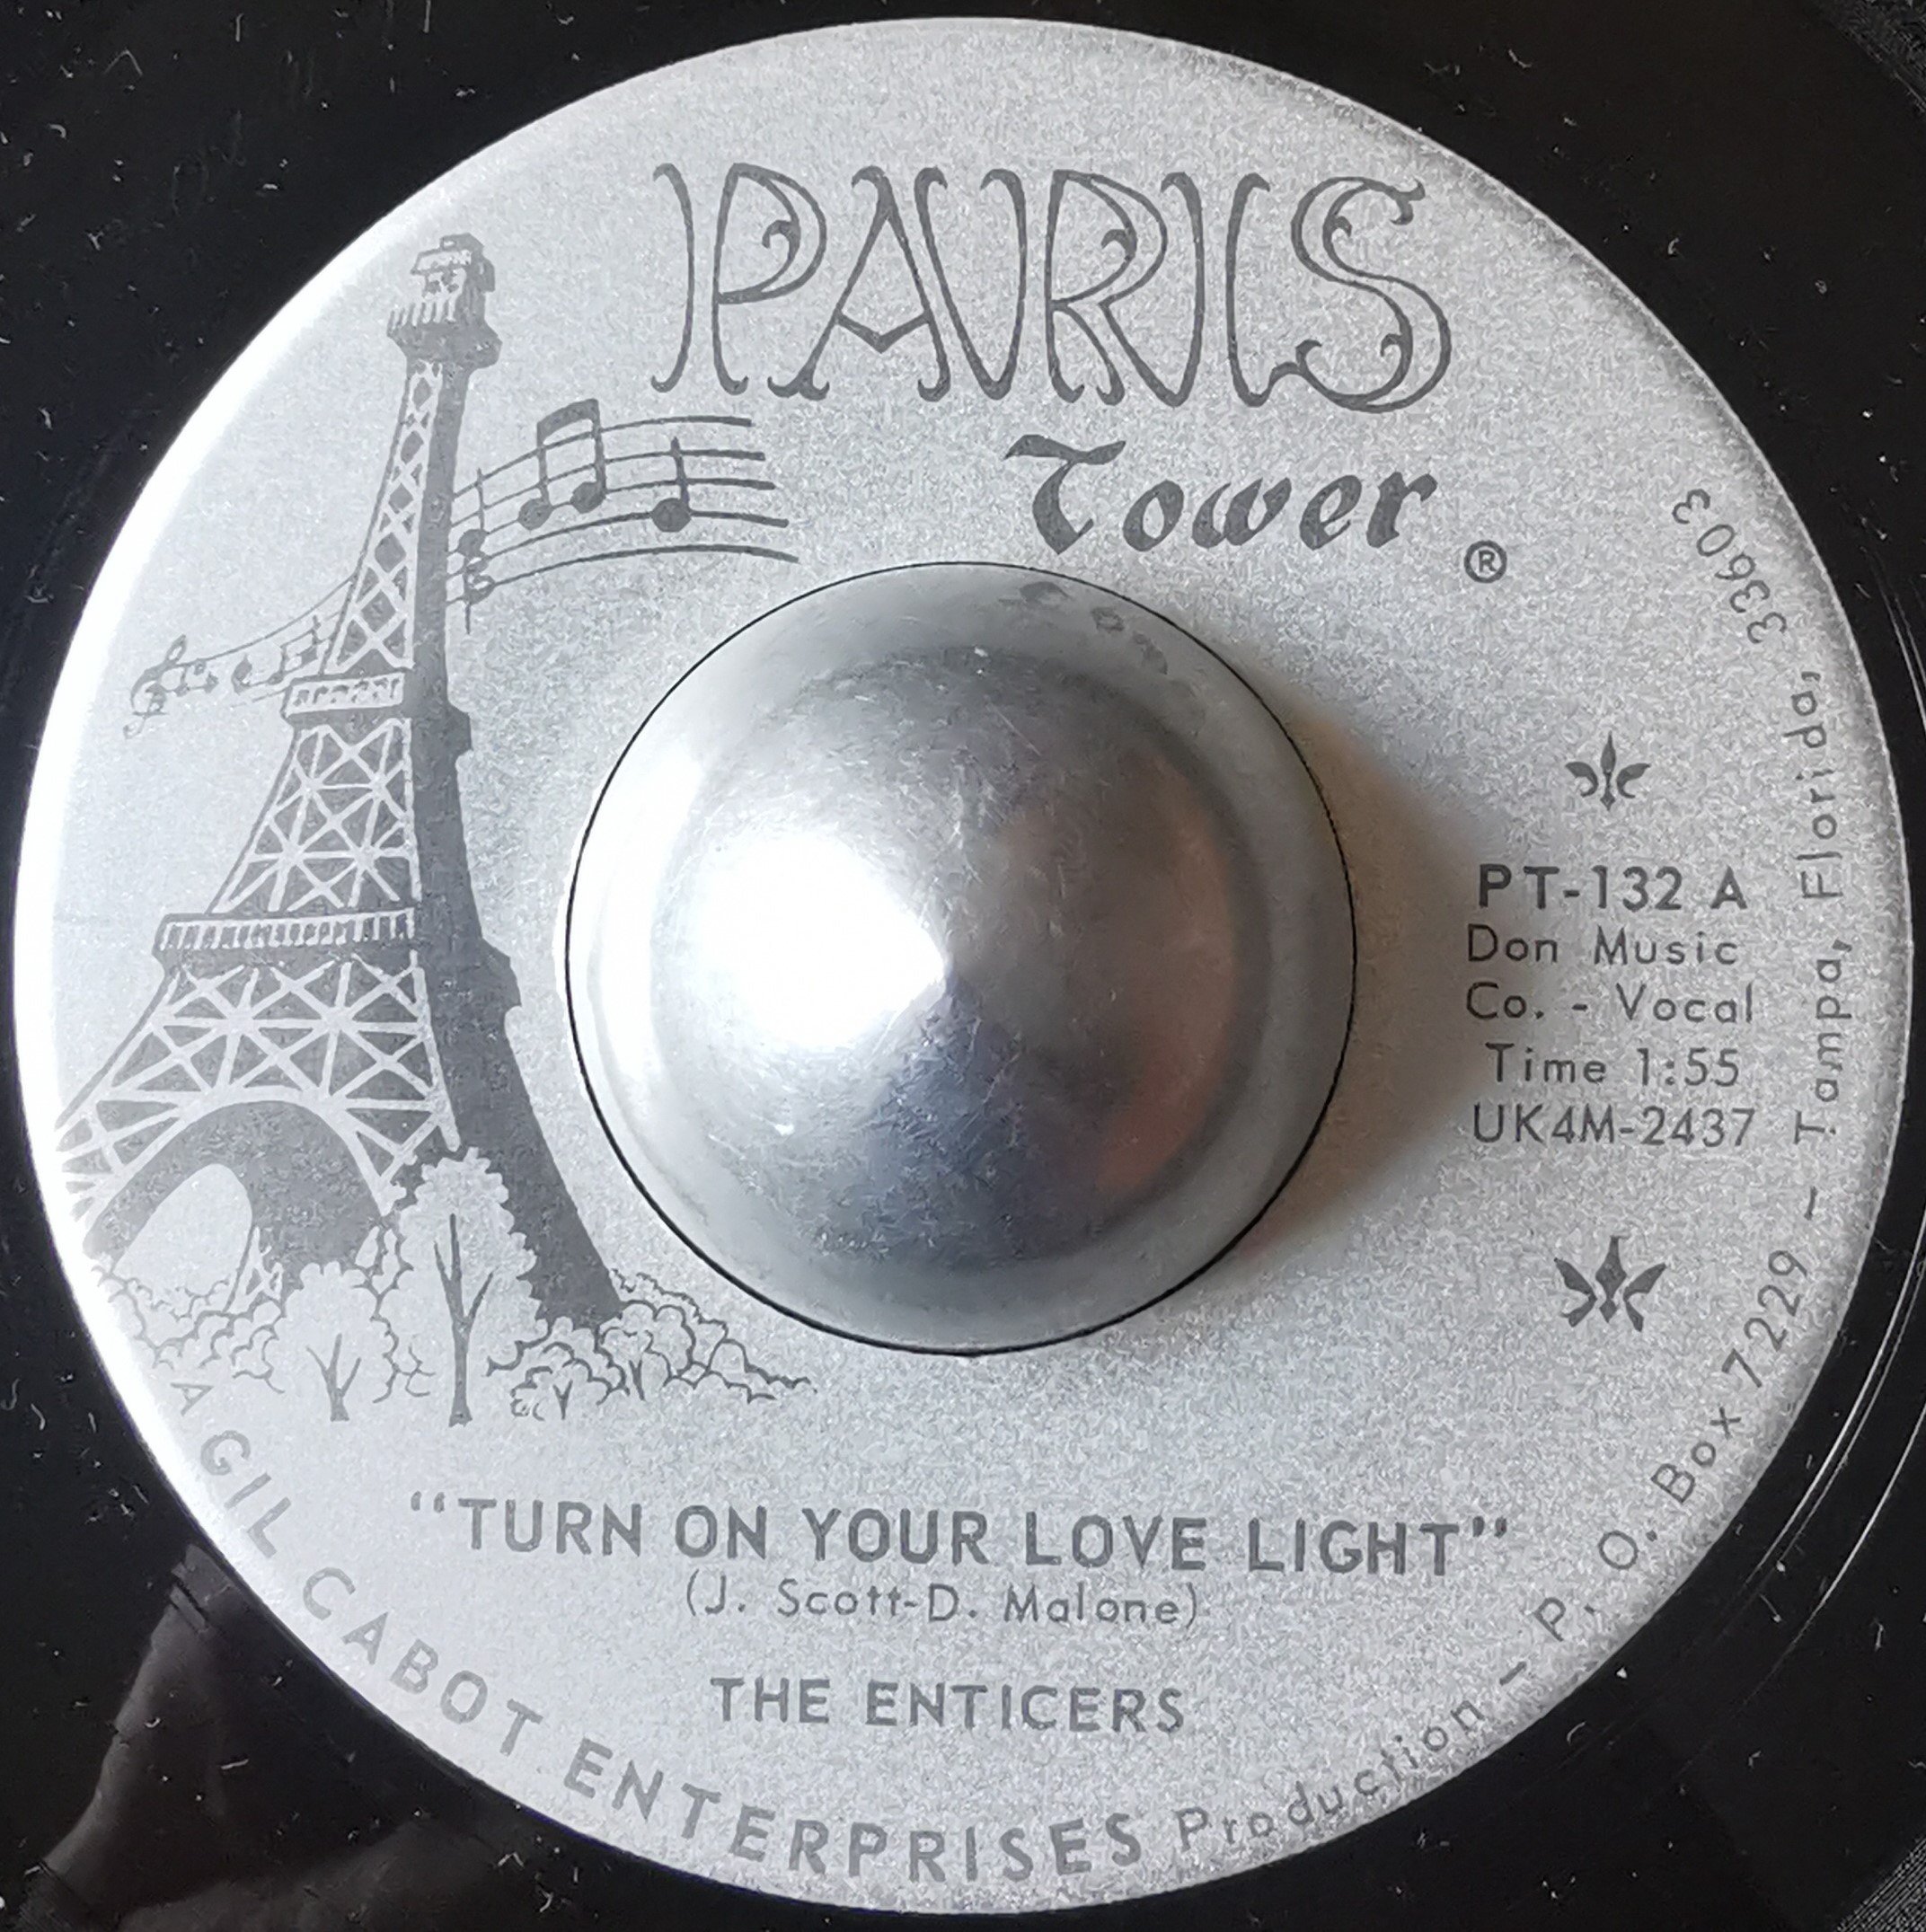 PARIS
Tower ®
PT-132 A
Don Music
Co. - Vocal
Time 1:55
UK4M-2437
"TURN ON YOUR LOVE LIGHT"
(J. Scott-D. Malone)
THE ENTICERS
A GIL CABOT ENTERPRISES Production - P. O. Box 7229 - Tampa, Florida, 33603